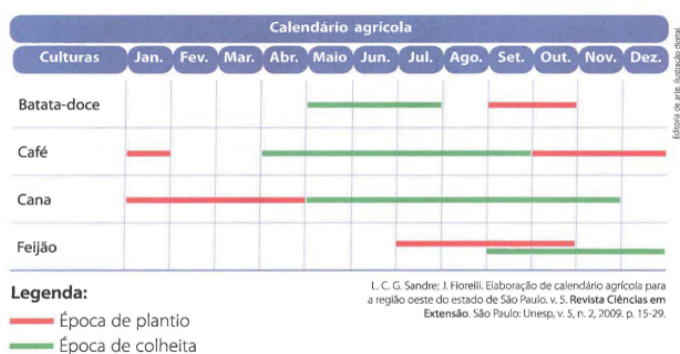 Calendário agrícola
Culturas Jan. Fev. Mar. Abr. Maio Jun. Jul. Ago. Set. Out. Nov. Dez.
Batata-doce
Café
Cana
Feijão
Legenda:
Época de plantio
Época de colheita
L. C. G. Sandre; J. Fiorelli. Elaboração de calendário agrícola para
a região oeste do estado de São Paulo, v. 5. Revista Ciências em
Extensão. São Paulo: Unesp, v. 5, n. 2, 2009. p. 15-29.
Editoria de arte. Ilustração digital.